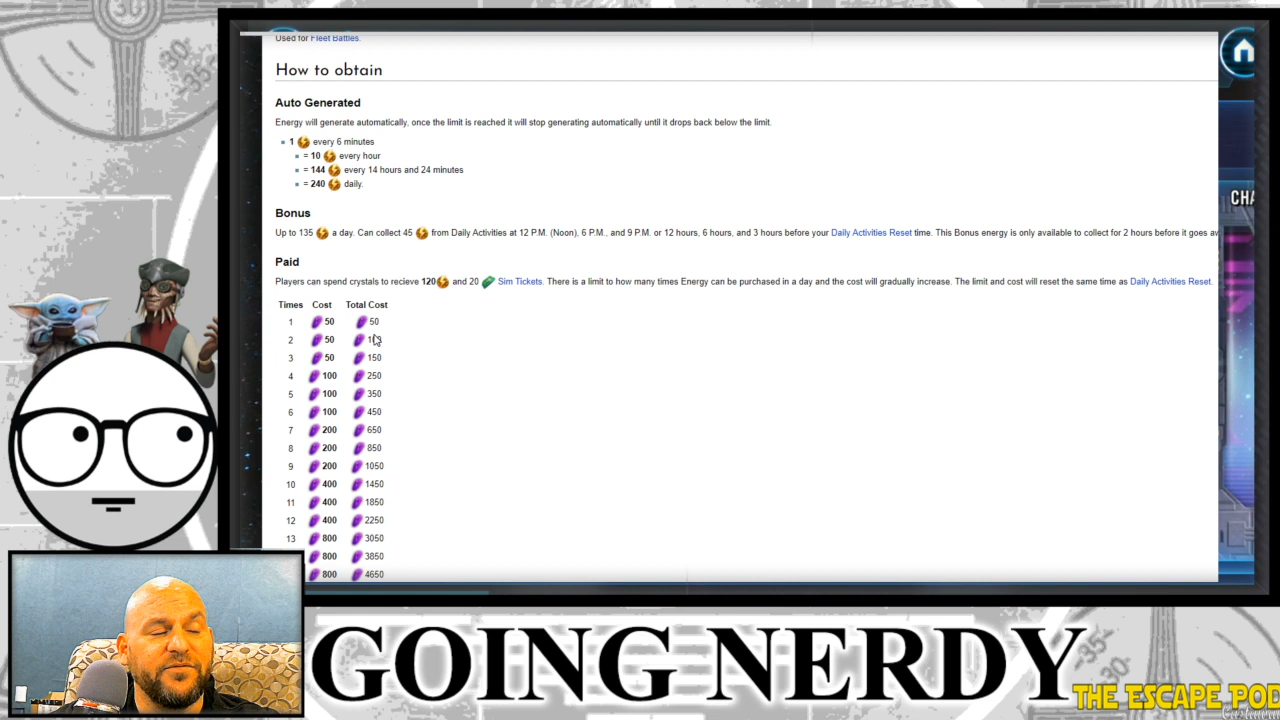 Used for Fleet Battles.
How to obtain
Auto Generated
Energy will generate automatically, once the limit is reached it will stop generating automatically until it drops back below the limit.
1 every 6 minutes
= 10 every hour
= 144 every 14 hours and 24 minutes
= 240 daily.
Bonus
Up to 135 a day. Can collect 45 from Daily Activities at 12 P.M. (Noon), 6 P.M., and 9 P.M. or 12 hours, 6 hours, and 3 hours before your Daily Activities Reset time. This Bonus energy is only available to collect for 2 hours before it goes
Paid
Players can spend crystals to recieve 120 and 20 Sim Tickets. There is a limit to how many times Energy can be purchased in a day and the cost will gradually increase. The limit and cost will reset the same time as Daily Activities Reset.
Times Cost Total Cost
1 50 50
2 50
3 50 150
4 100 250
5 100 350
6 100 450
7 200 650
8 200 850
9 200 1050
10 400 1450
11 400 1850
12 400 2250
13 800 3050
800 3850
800 4650
CHA
30
35
GOING NERDY
THE ESCAPE POD